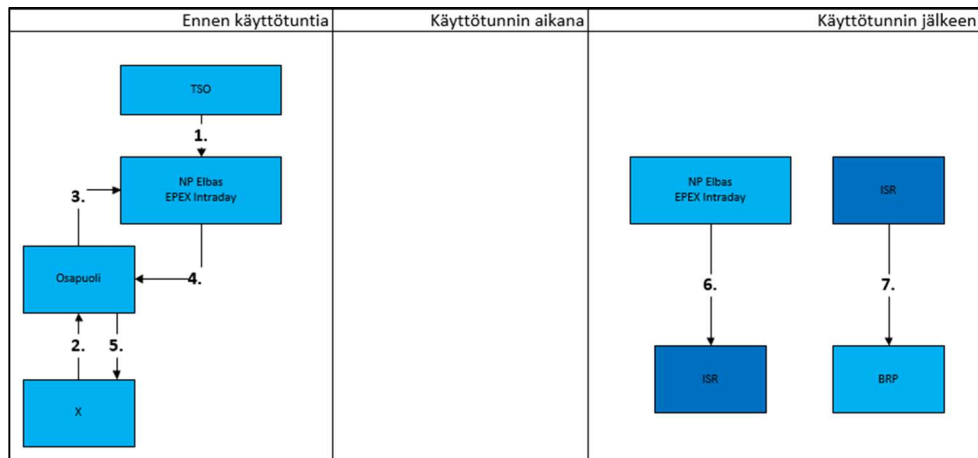 Ennen käyttötuntia
Käyttötunnin aikana
Käyttötunnin jälkeen
TSO
1.
NP Elbas
EPEX Intraday
3.
Osapuoli
4.
2.
5.
X
NP Elbas
EPEX Intraday
ISR
6.
7.
ISR
BRP